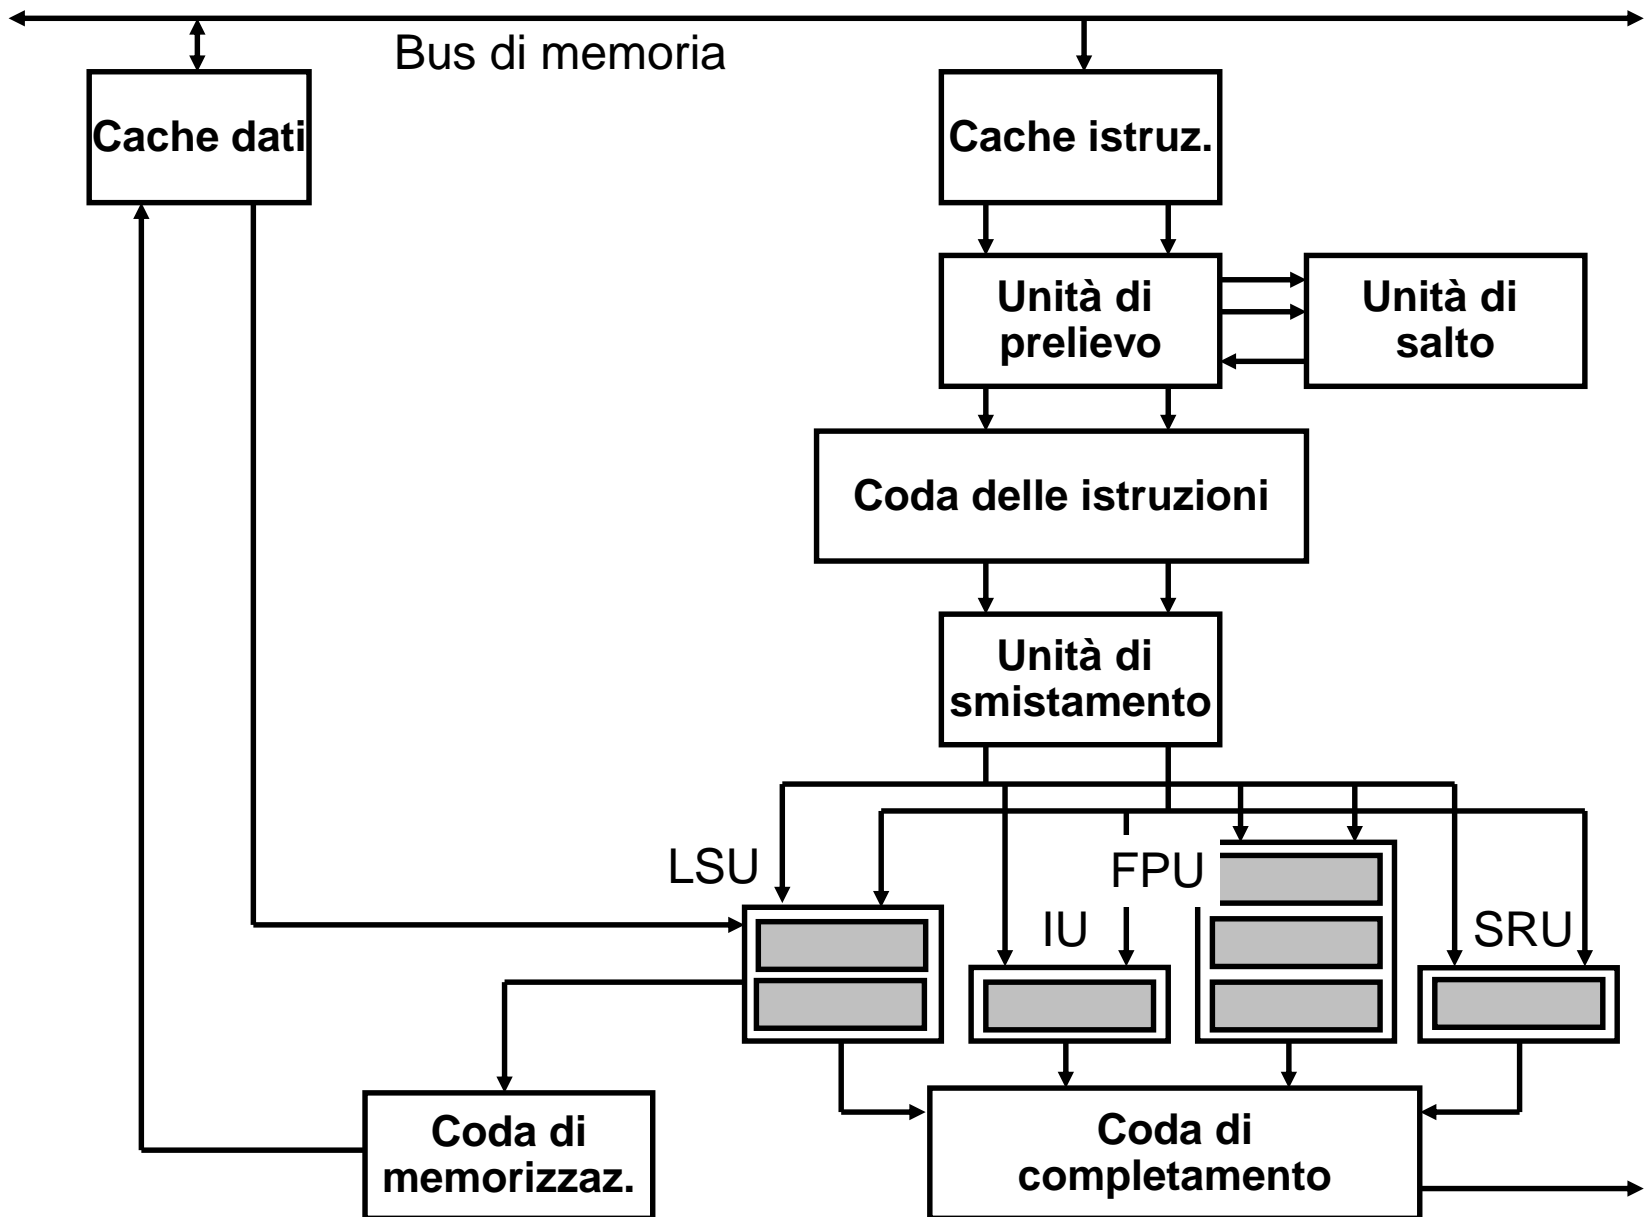 Bus di memoria
Cache dati
Cache istruz.
Unità di
prelievo
Unità di
salto
Coda delle istruzioni
Unità di
smistamento
LSU
FPU
IU
SRU
Coda di
memorizzaz.
Coda di
completamento